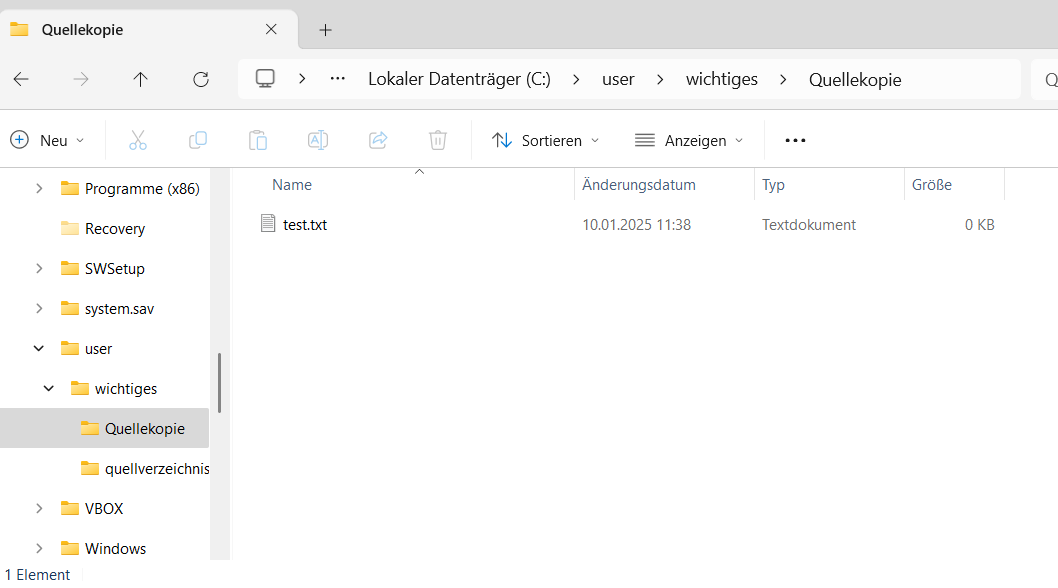 Quellekopie
Lokaler Datenträger (C:) > user > wichtiges > Quellekopie
Neu
Sortieren
Anzeigen
Name Änderungsdatum Typ Größe
test.txt 10.01.2025 11:38 Textdokument 0 KB
Programme (x86)
Recovery
SWSetup
system.sav
user
wichtiges
Quellekopie
quellverzeichnis
VBOX
Windows
1 Element